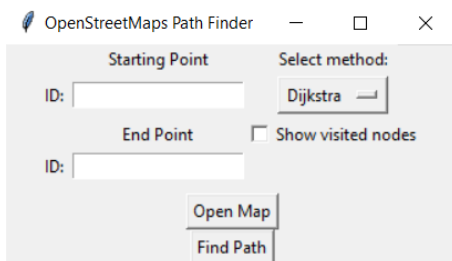 OpenStreetMaps Path Finder
Starting Point Select method:
ID: Dijkstra
End Point Show visited nodes
ID:
Open Map
Find Path